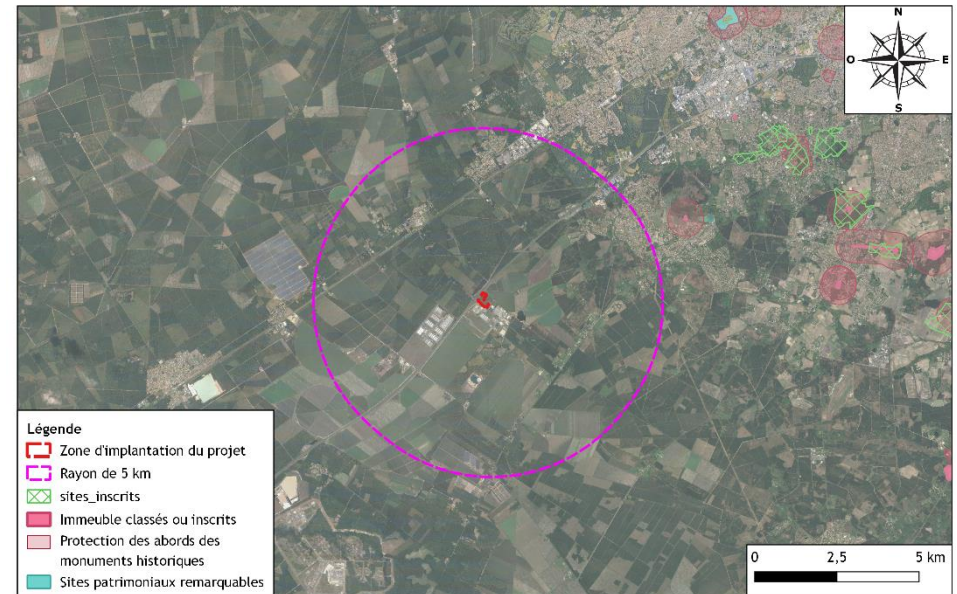 N
O
E
S
Légende
Zone d'implantation du projet
Rayon de 5 km
sites_inscrits
Immeuble classés ou inscrits
Protection des abords des
monuments historiques
Sites patrimoniaux remarquables
0 2,5 5 km